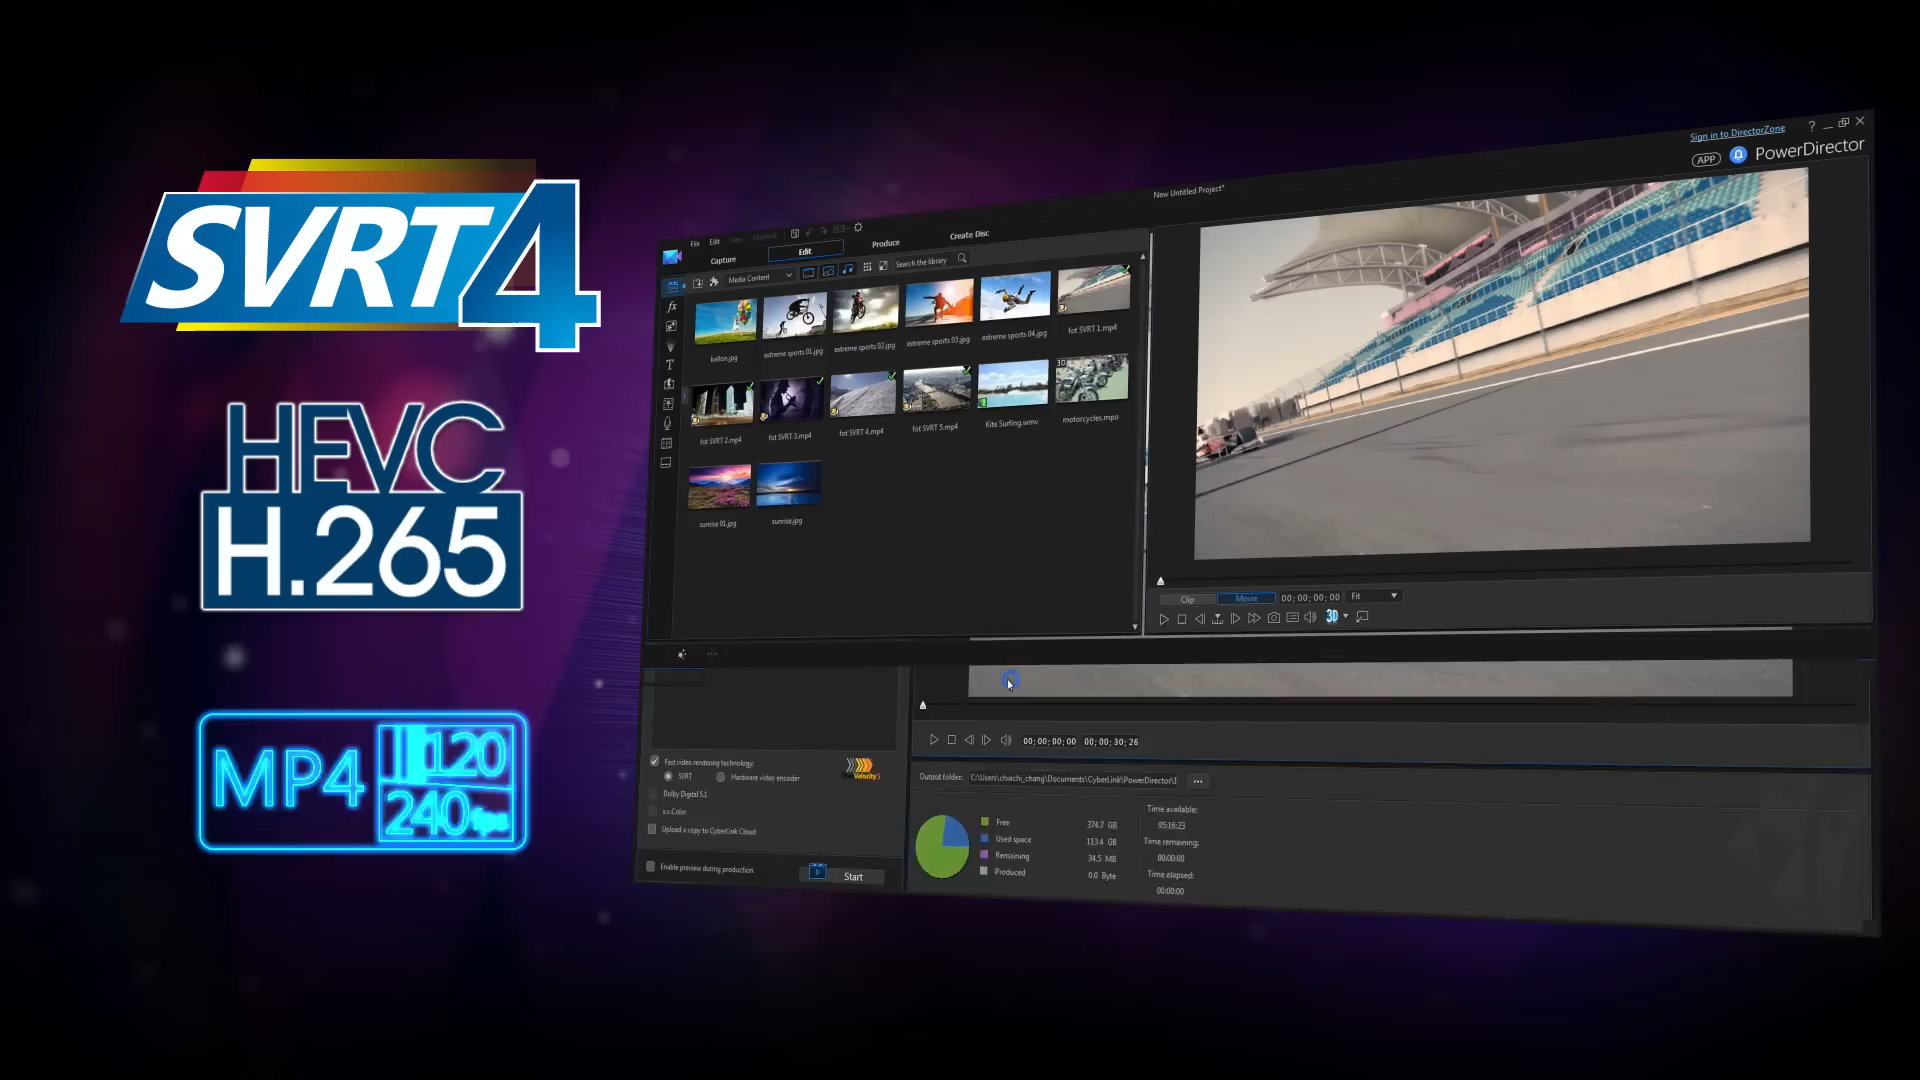 SVRT4
HEVC
H.265
MP4
120
240
Sign in to DirectorZone
?
APP
PowerDirector
New Untitled Project*
File
Edit
Capture
Edit
Produce
Create Disc
Media Content
Search the library
ballon.jpg
extreme sports 01.jpg
extreme sports 02.jpg
extreme sports 03.jpg
extreme sports 04.jpg
fot SVRT 1.mp4
fot SVRT 2.mp4
fot SVRT 3.mp4
fot SVRT 4.mp4
fot SVRT 5.mp4
Kite Surfing.wmv
3D
motorcycles.mpo
sunrise 01.jpg
sunrise.jpg
Clip
Movie
00; 00; 00; 00
Fit
3D
00; 00; 00; 00
00; 00; 30; 26
Fast video rendering technology:
SVRT
Hardware video encoder
TrueVelocity5
Dolby Digital 5.1
x.v.Color
Upload a copy to CyberLink Cloud
Enable preview during production
Start
Output folder:
C:\Users\chiachi_chang\Documents\CyberLink\PowerDirector\1
...
Free
374.7 GB
Used space
113.4 GB
Remaining
34.5 MB
Produced
0.0 Byte
Time available:
95:16:23
Time remaining:
00:00:00
Time elapsed:
00:00:00